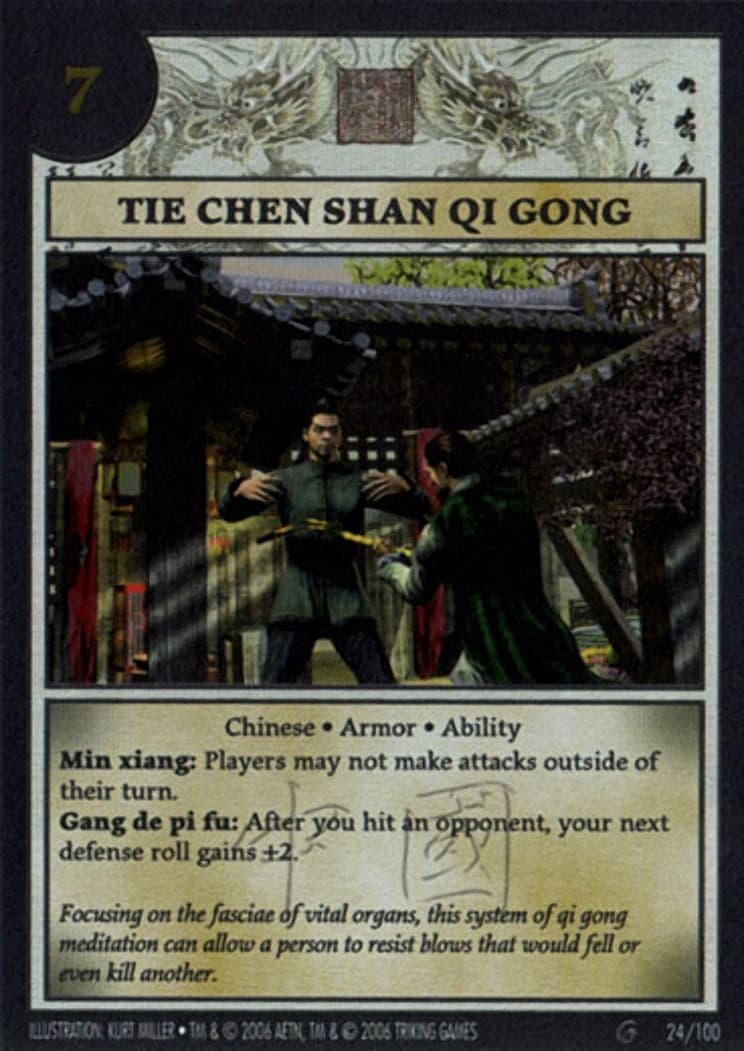 7
TIE CHEN SHAN QI GONG
Chinese • Armor • Ability
Min xiang: Players may not make attacks outside of
their turn.
Gang de pi fu: After you hit an opponent, your next
defense roll gains +2.
中國
Focusing on the fasciae of vital organs, this system of qi gong
meditation can allow a person to resist blows that would fell or
even kill another.
ILLUSTRATION: KURT MILLER • TM & © 2006 AETN, TM & © 2006 TRIKING GAMES
G 24/100